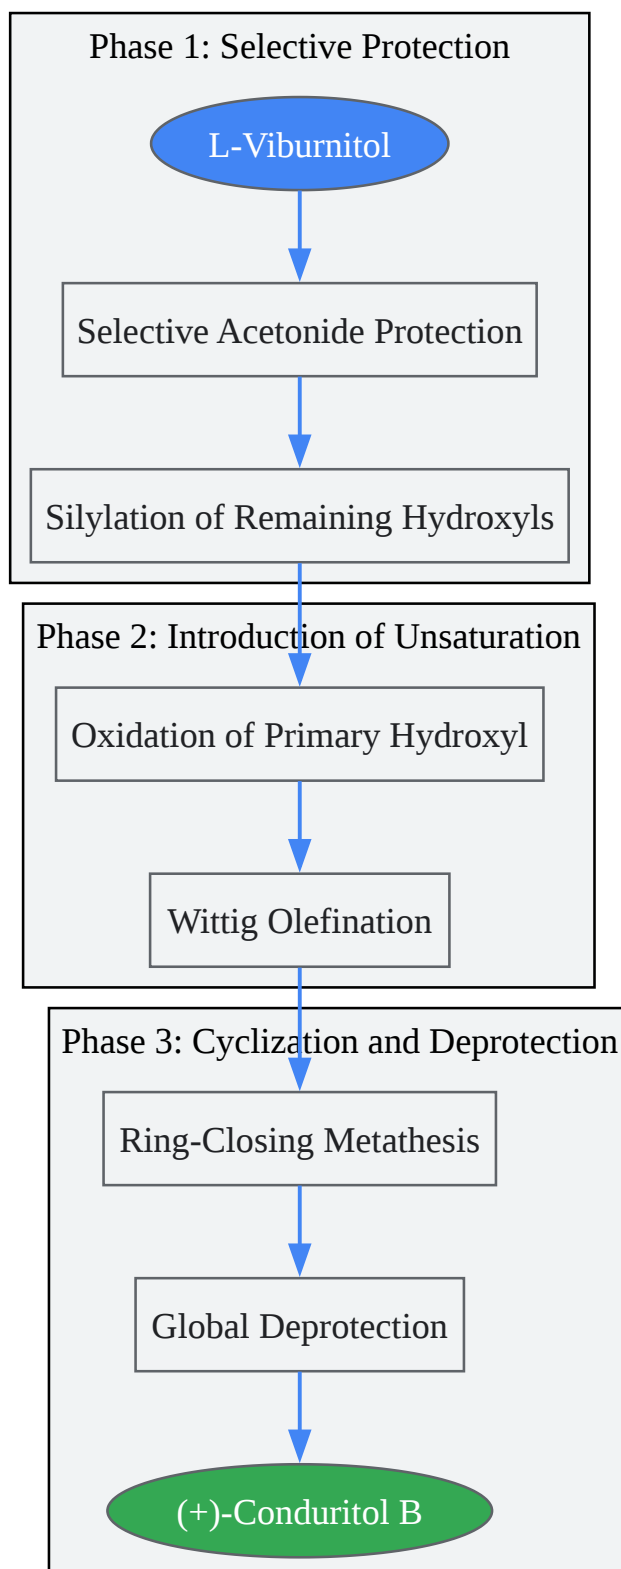 Phase 1: Selective Protection
L-Viburnitol
Selective Acetonide Protection
Silylation of Remaining Hydroxyls
Phase 2: Introduction of Unsaturation
Oxidation of Primary Hydroxyl
Wittig Olefination
Phase 3: Cyclization and Deprotection
Ring-Closing Metathesis
Global Deprotection
(+)-Conduritol B